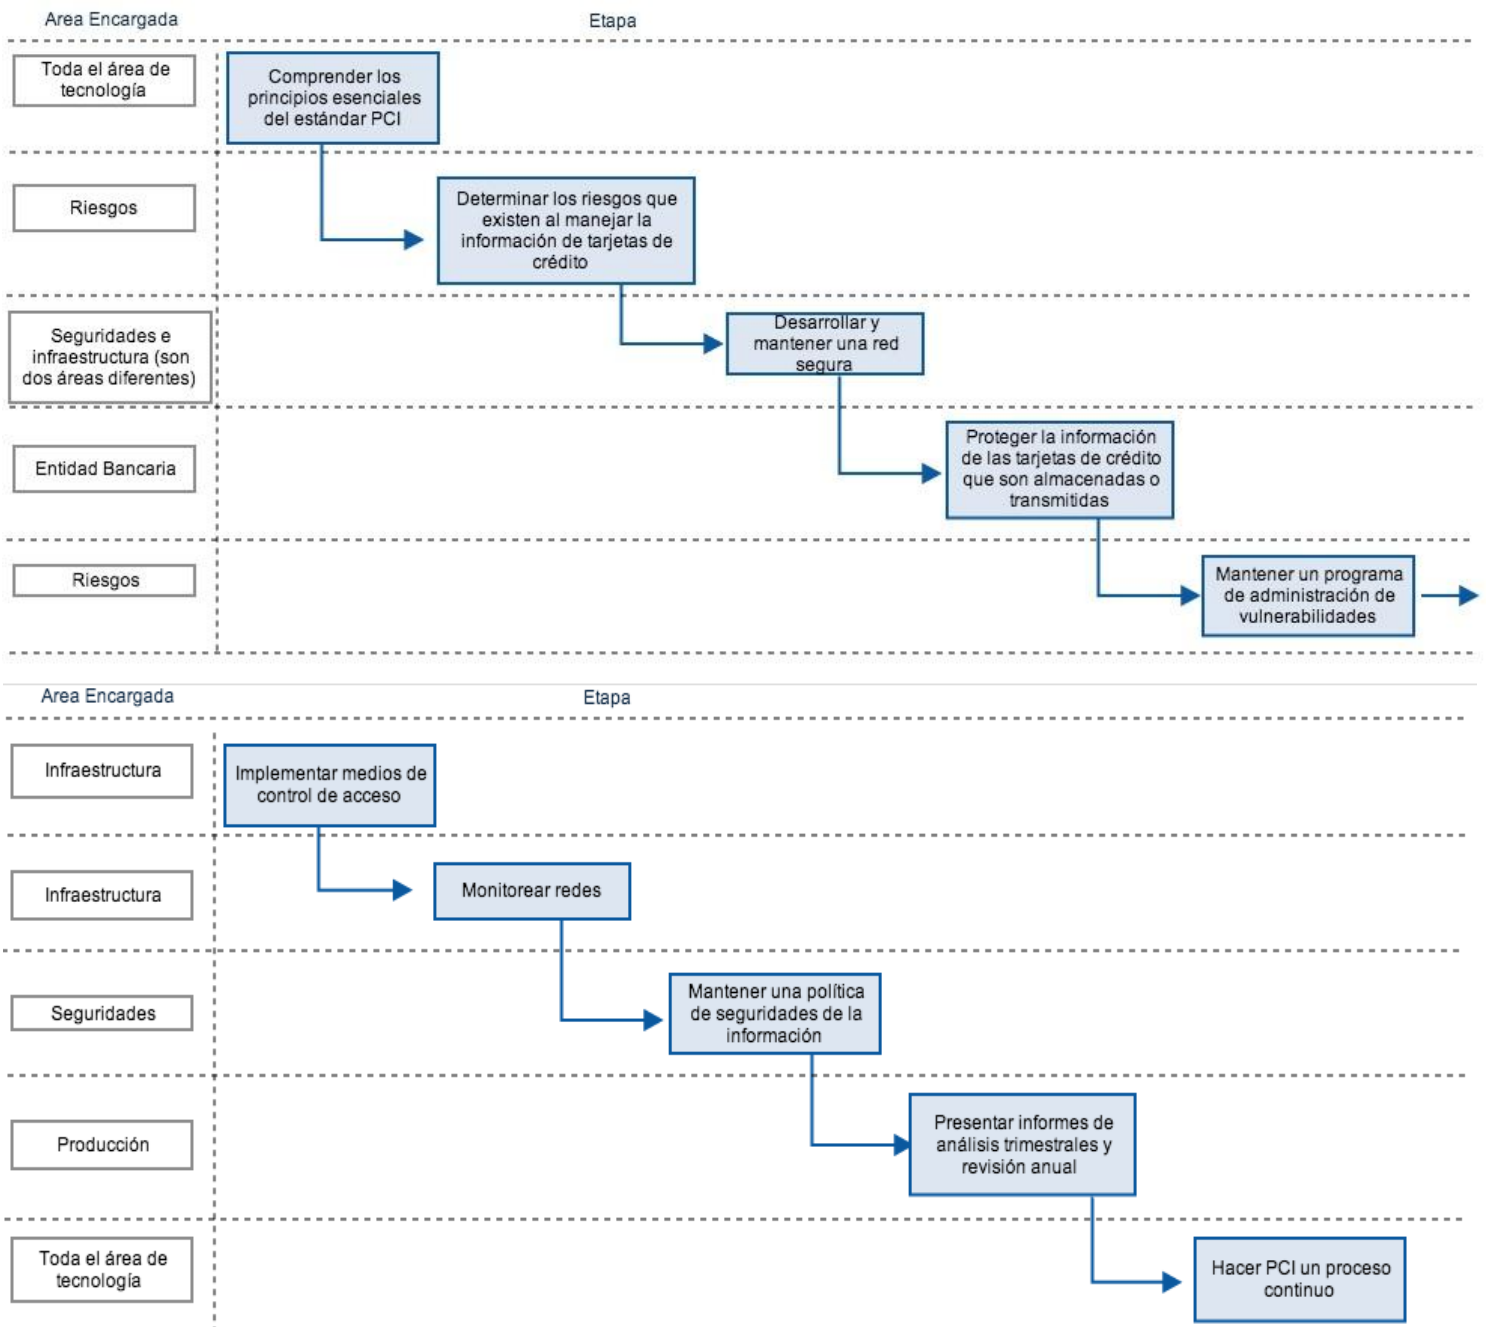 Area Encargada
Etapa
Toda el área de
tecnología
Comprender los
principios esenciales
del estándar PCI
Riesgos
Determinar los riesgos que
existen al manejar la
información de tarjetas de
crédito
Seguridades e
infraestructura (son
dos áreas diferentes)
Desarrollar y
mantener una red
segura
Entidad Bancaria
Proteger la información
de las tarjetas de crédito
que son almacenadas o
transmitidas
Riesgos
Mantener un programa
de administración de
vulnerabilidades
Area Encargada
Etapa
Infraestructura
Implementar medios de
control de acceso
Infraestructura
Monitorear redes
Seguridades
Mantener una política
de seguridades de la
información
Producción
Presentar informes de
análisis trimestrales y
revisión anual
Toda el área de
tecnología
Hacer PCI un proceso
continuo